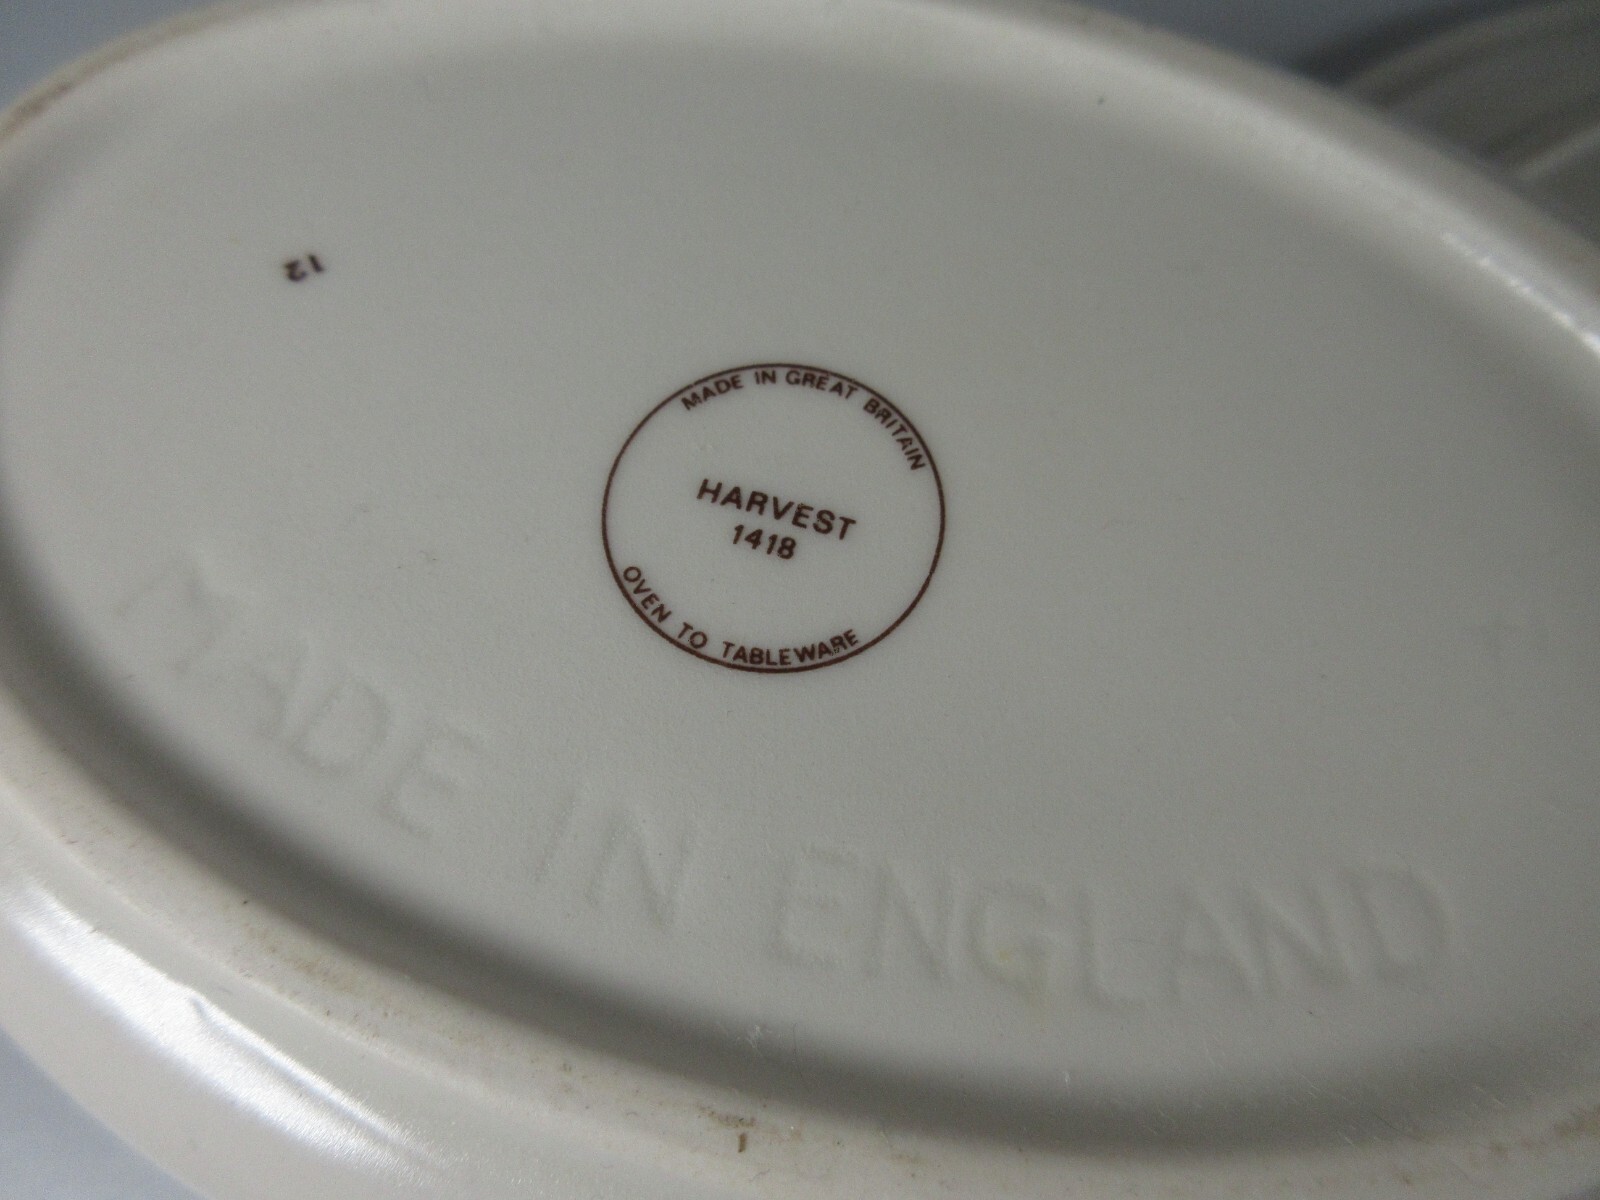 12
MADE IN GREAT BRITAIN
HARVEST
1418
OVEN TO TABLEWARE
MADE IN ENGLAND